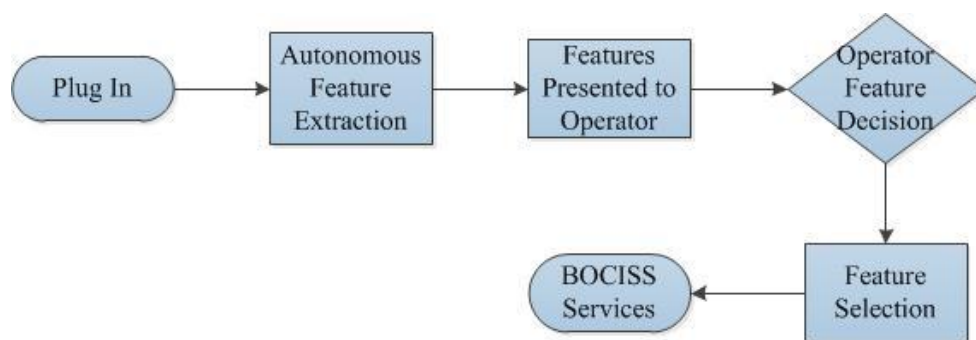 Plug In
Autonomous
Feature
Extraction
Features
Presented to
Operator
Operator
Feature
Decision
Feature
Selection
BOCISS
Services